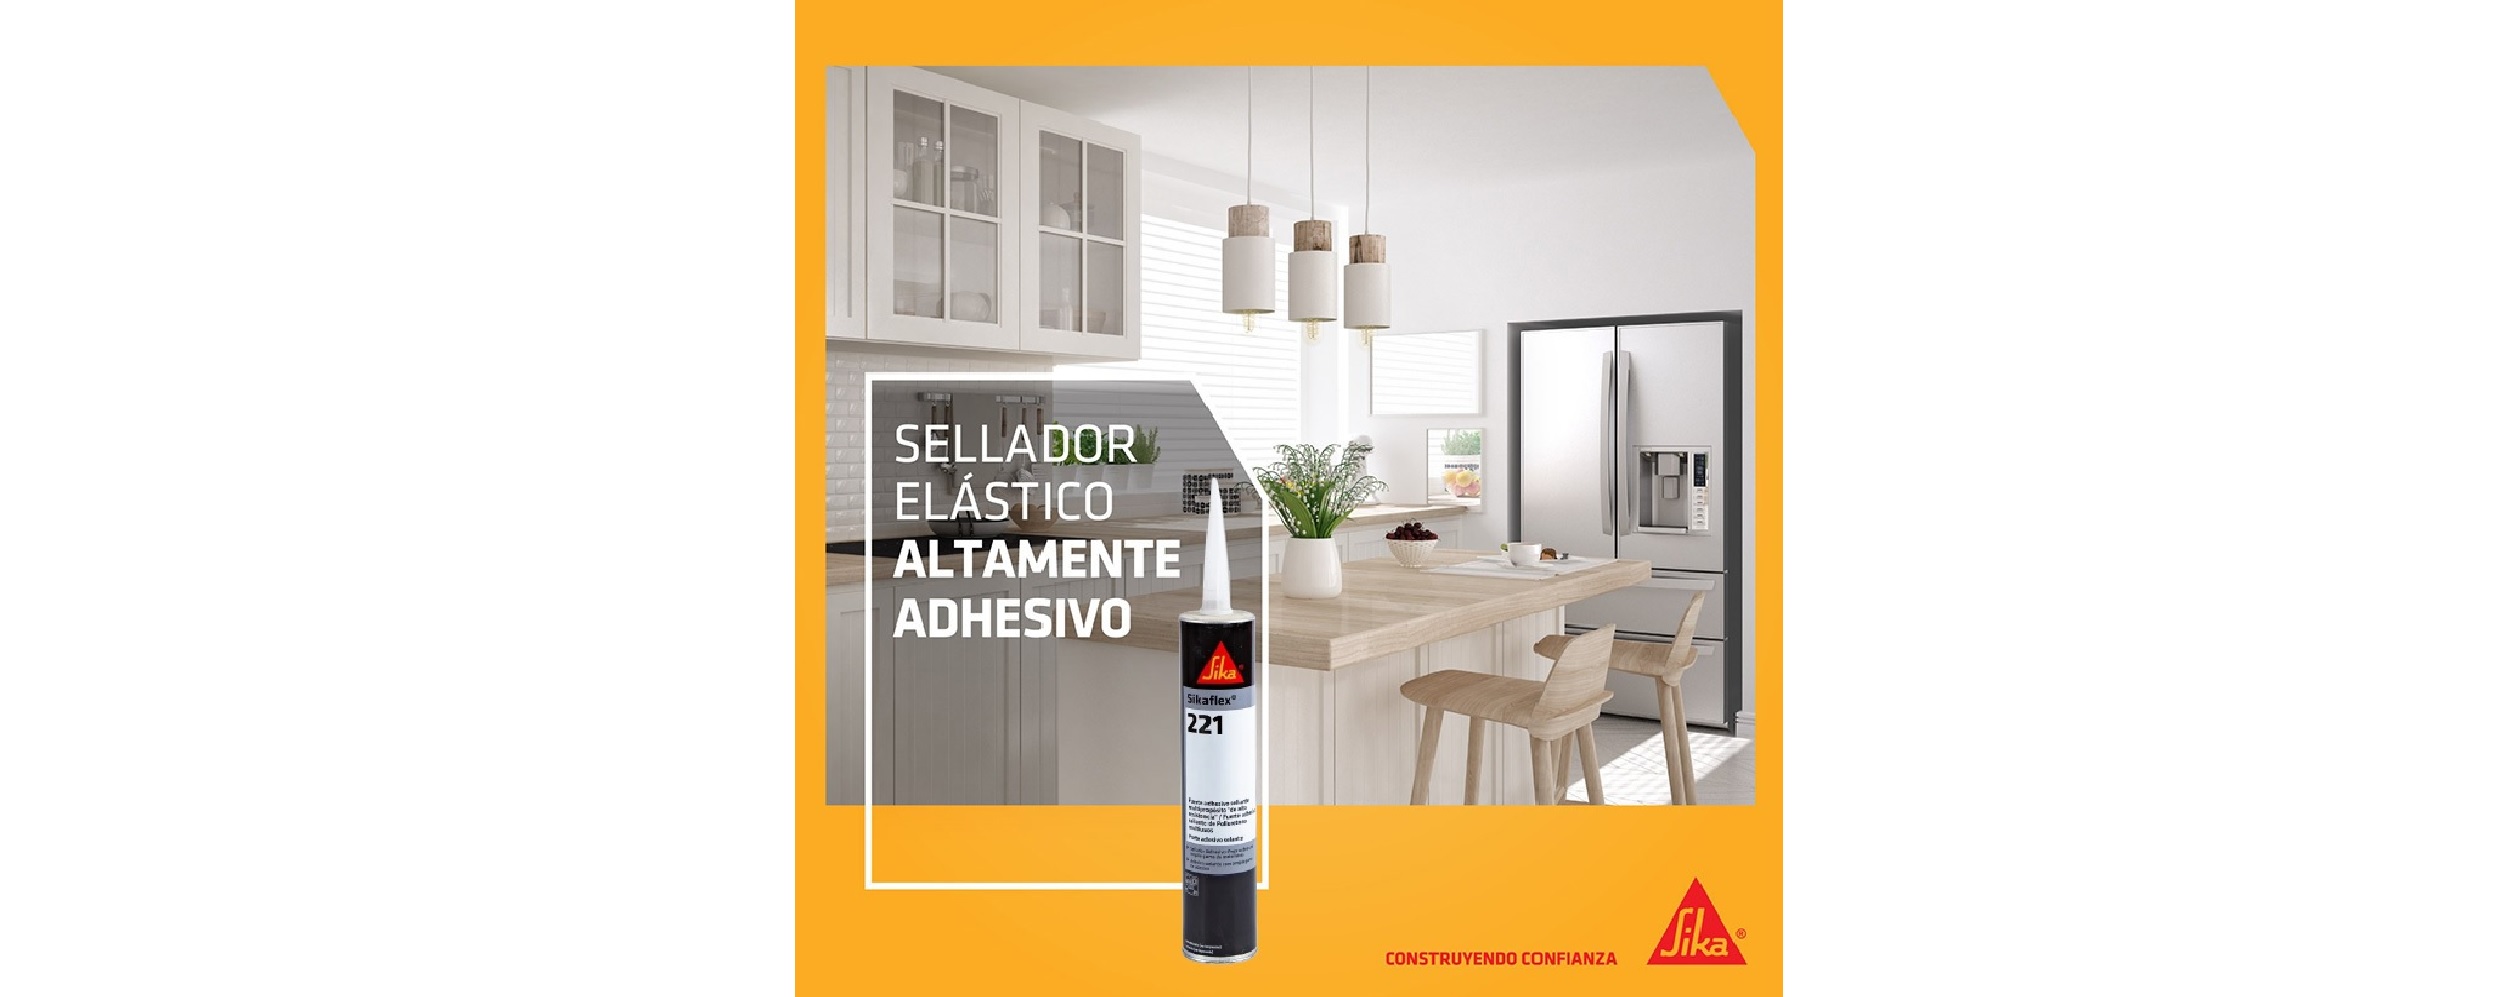 SELLADOR
ELÁSTICO
ALTAMENTE
ADHESIVO
Sika®
Sikaflex®
221
CONSTRUYENDO CONFIANZA
Sika®